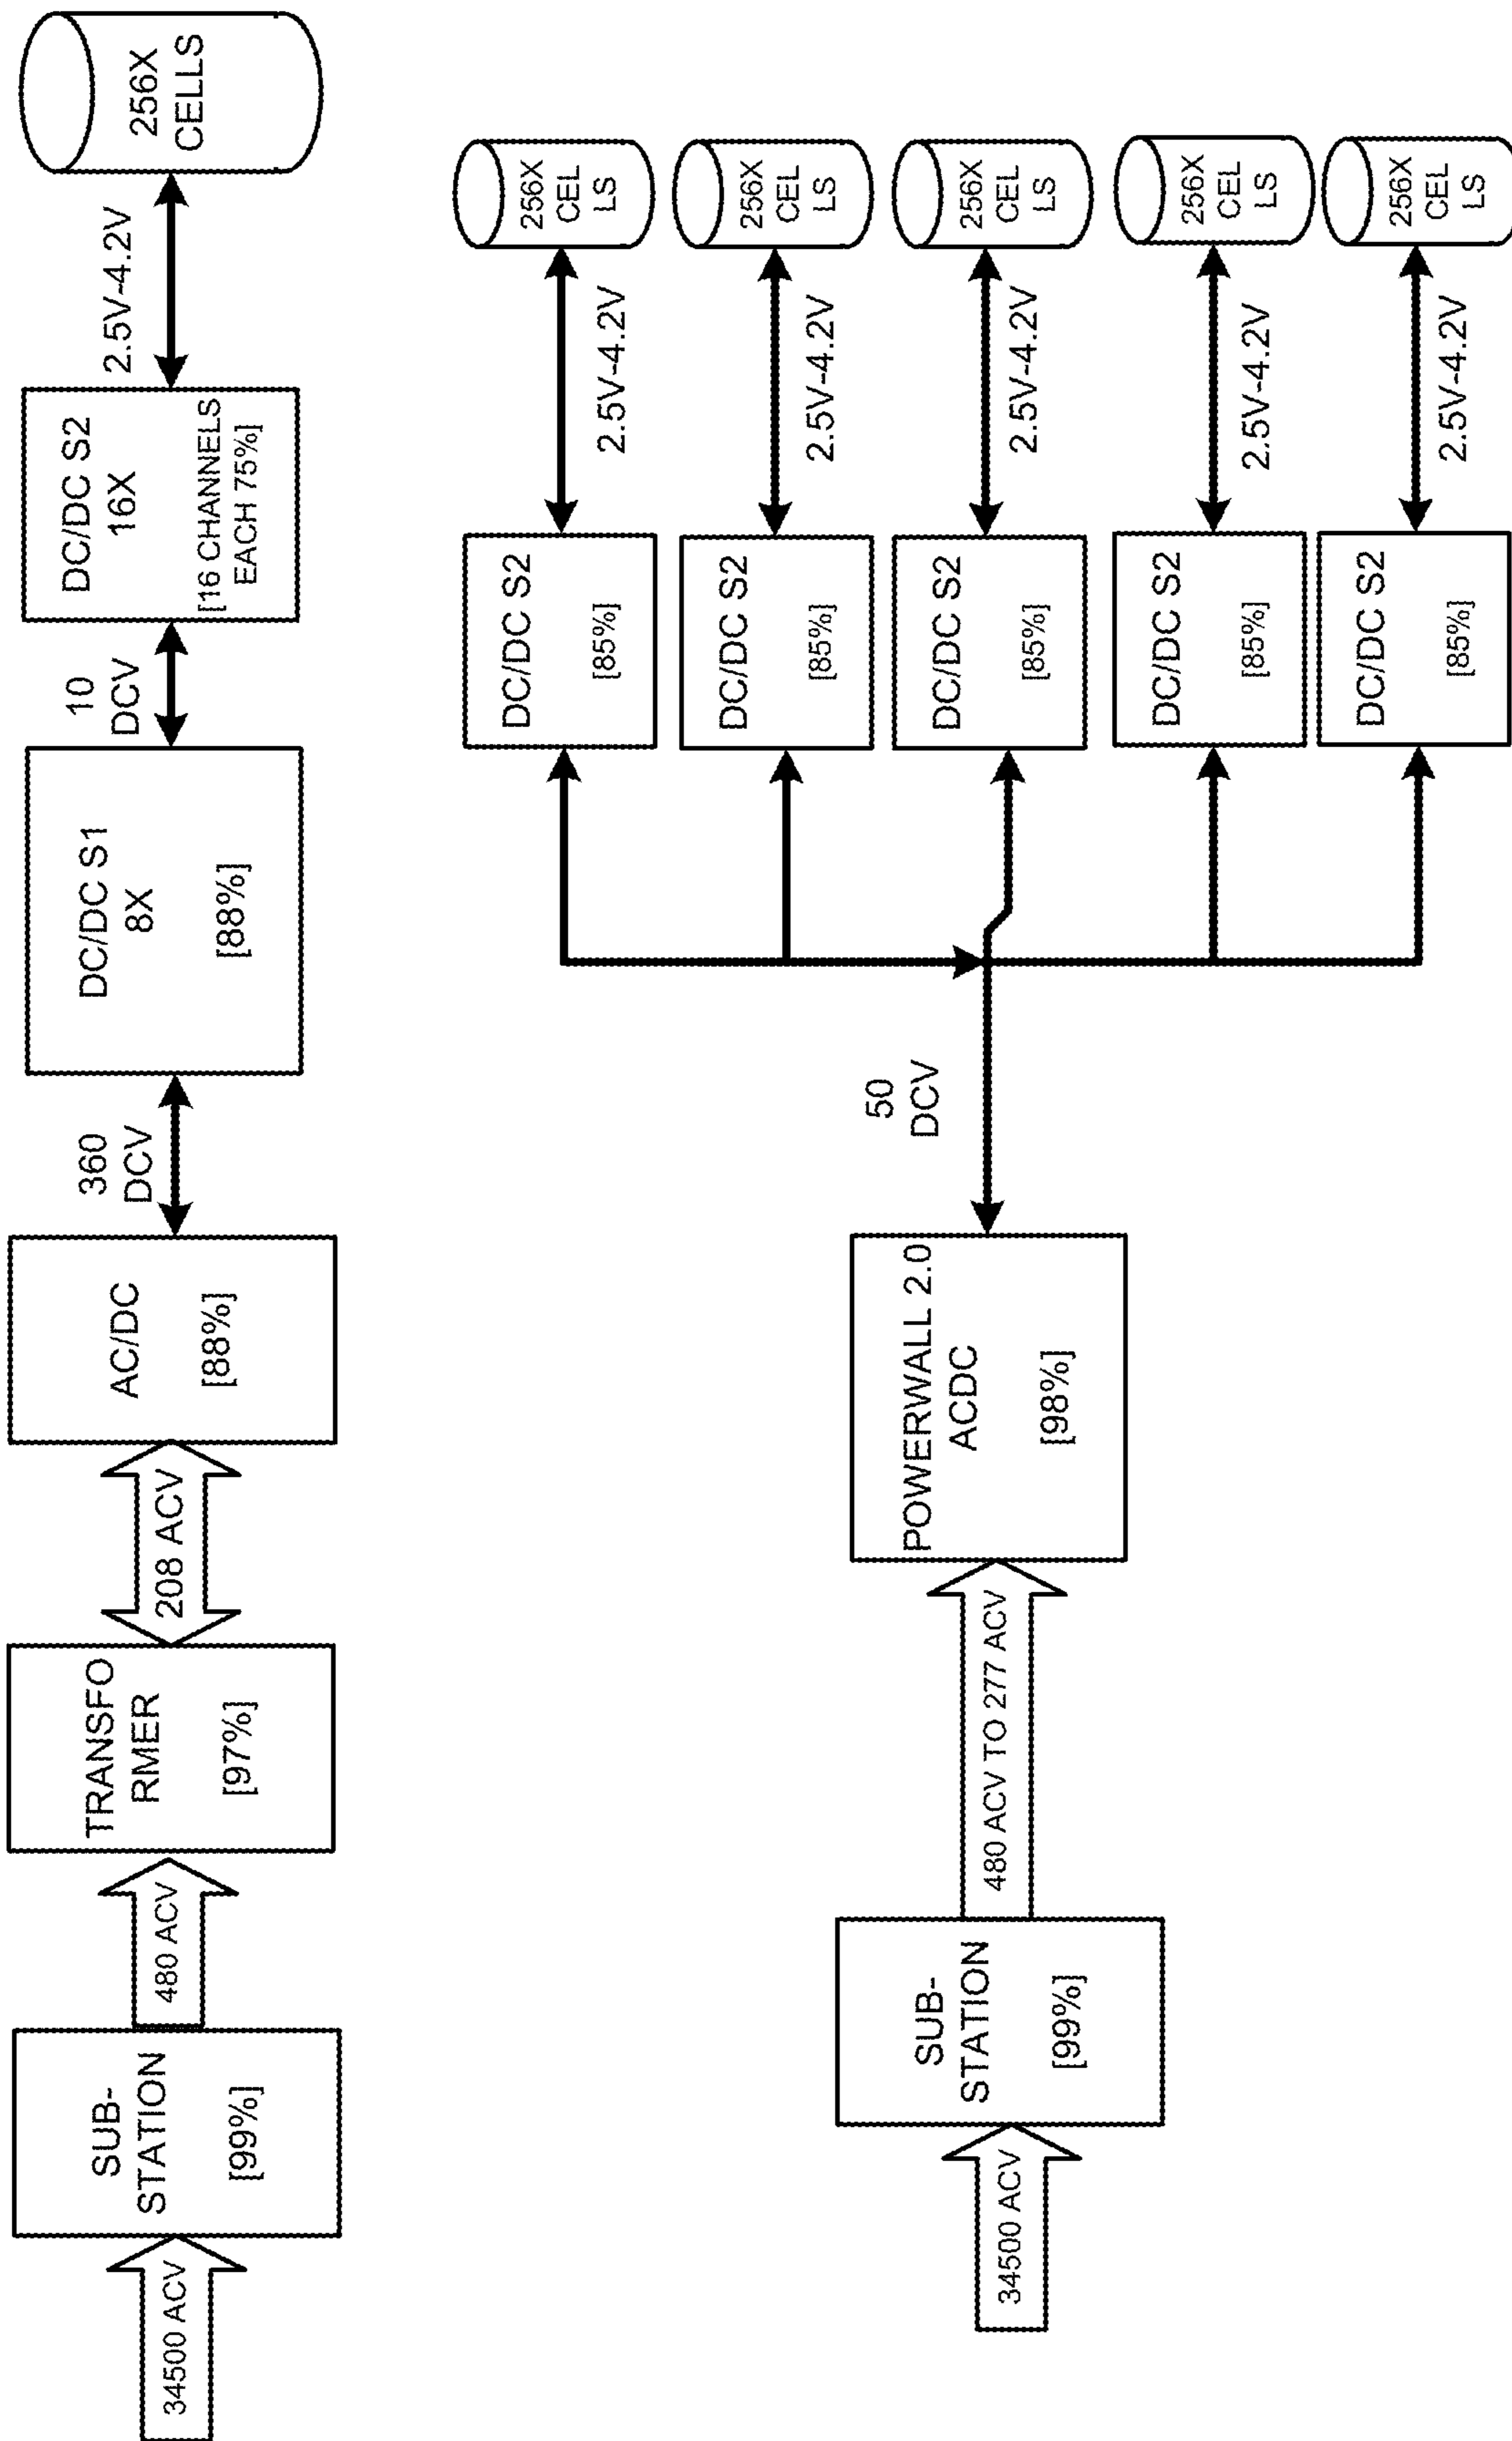 34500 ACV
SUB-
STATION
[99%]
480 ACV
TRANSFO
RMER
[97%]
208 ACV
AC/DC
[88%]
360
DCV
DC/DC S1
8X
[88%]
10
DCV
DC/DC S2
16X
[16 CHANNELS
EACH 75%]
2.5V-4.2V
256X
CELLS
34500 ACV
SUB-
STATION
[99%]
480 ACV TO 277 ACV
POWERWALL 2.0
ACDC
[98%]
50
DCV
DC/DC S2
[85%]
2.5V-4.2V
256X
CEL
LS
DC/DC S2
[85%]
2.5V-4.2V
256X
CEL
LS
DC/DC S2
[85%]
2.5V-4.2V
256X
CEL
LS
DC/DC S2
[85%]
2.5V-4.2V
256X
CEL
LS
DC/DC S2
[85%]
2.5V-4.2V
256X
CEL
LS